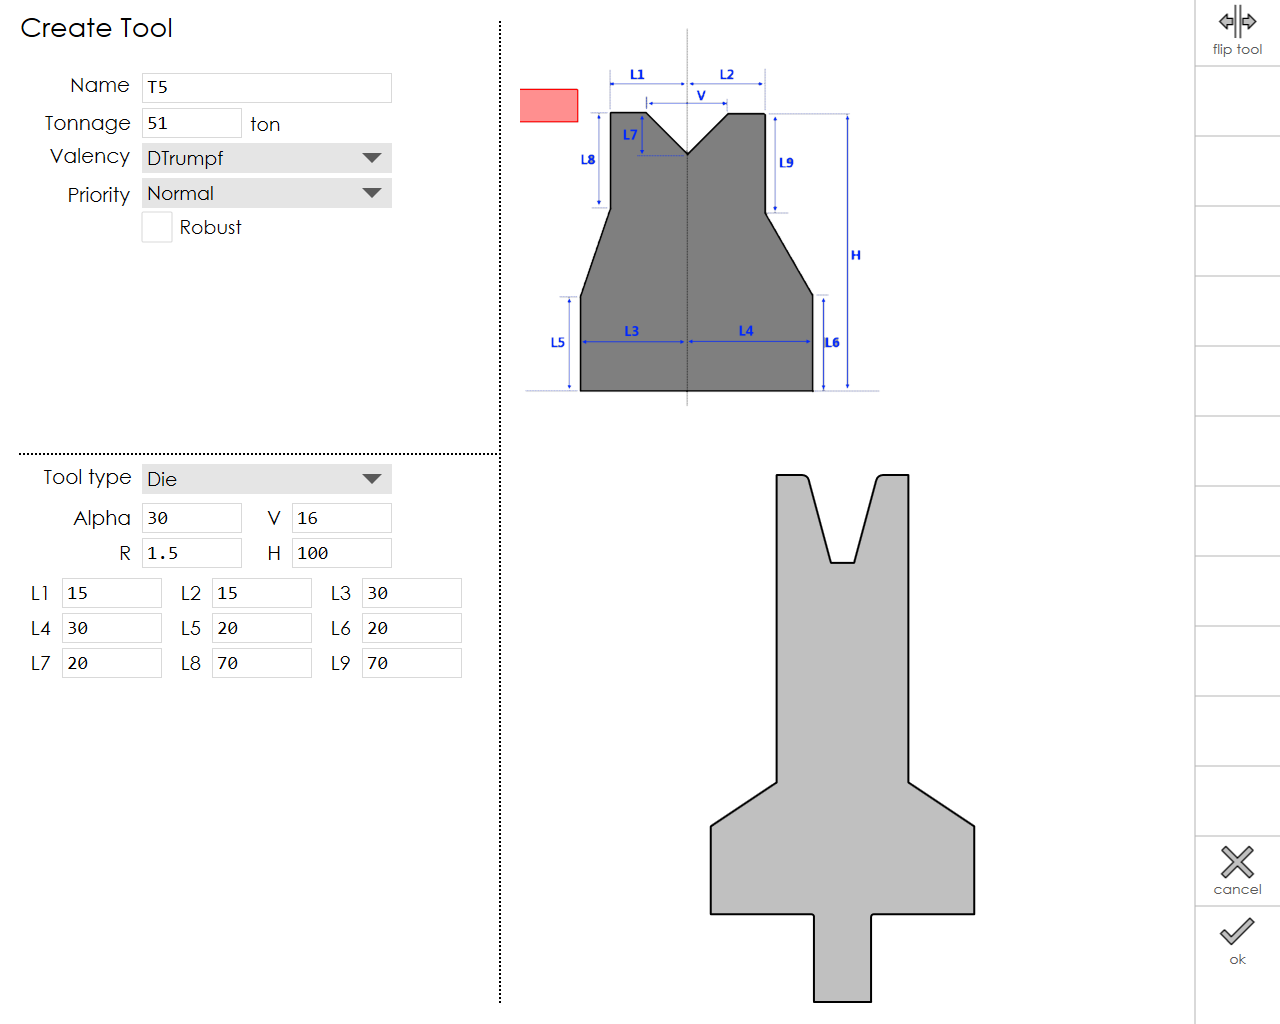 Create Tool
flip tool
Name T5
Tonnage 51 ton
Valency DTrumpf
Priority Normal
Robust
L1 L2
V
L7
L8 L9
H
L3 L4
L5 L6
Tool type Die
Alpha 30 V 16
R 1.5 H 100
L1 15 L2 15 L3 30
L4 30 L5 20 L6 20
L7 20 L8 70 L9 70
cancel
ok